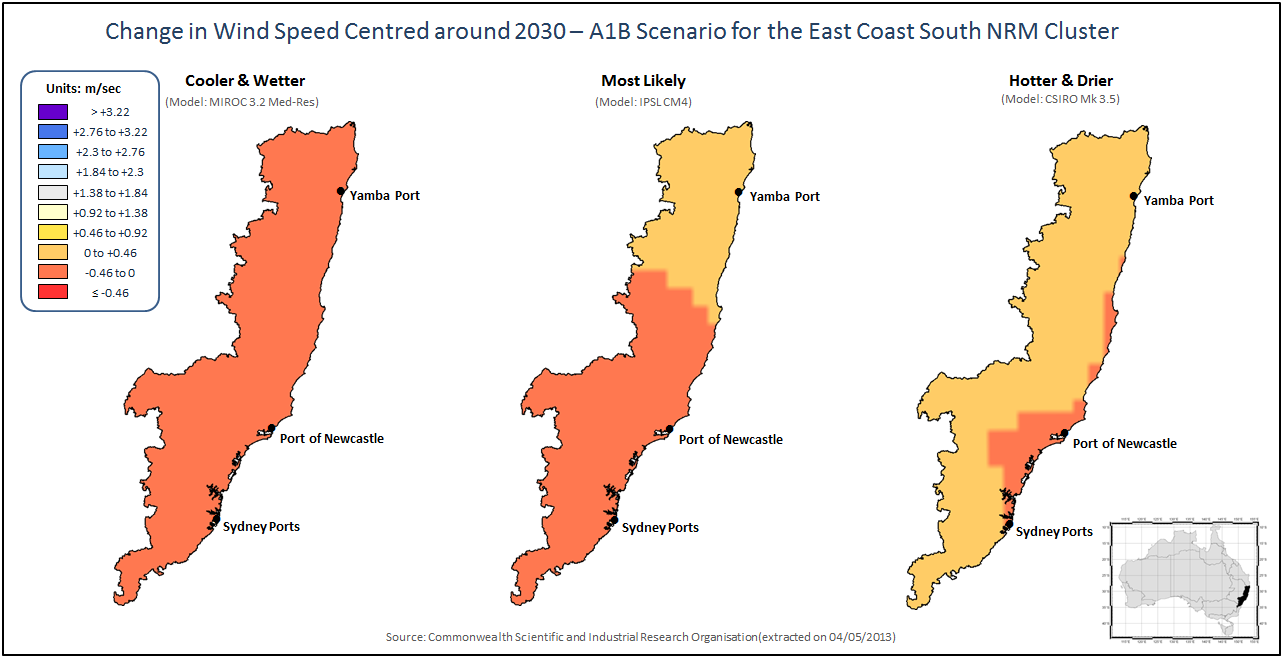 Change in Wind Speed Centred around 2030 – A1B Scenario for the East Coast South NRM Cluster
Units: m/sec
> +3.22
+2.76 to +3.22
+2.3 to +2.76
+1.84 to +2.3
+1.38 to +1.84
+0.92 to +1.38
+0.46 to +0.92
0 to +0.46
-0.46 to 0
≤ -0.46
Cooler & Wetter
(Model: MIROC 3.2 Med-Res)
Yamba Port
Port of Newcastle
Sydney Ports
Most Likely
(Model: IPSL CM4)
Yamba Port
Port of Newcastle
Sydney Ports
Hotter & Drier
(Model: CSIRO Mk 3.5)
Yamba Port
Port of Newcastle
Sydney Ports
Source: Commonwealth Scientific and Industrial Research Organisation(extracted on 04/05/2013)